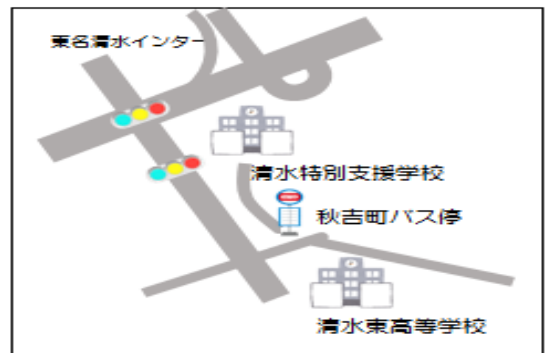 東名清水インター
清水特別支援学校
秋吉町バス停
清水東高等学校